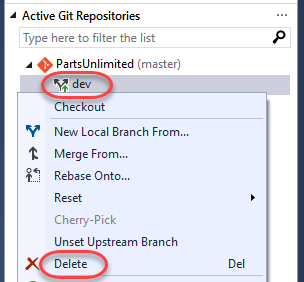 Active Git Repositories
Type here to filter the list
PartsUnlimited (master)
dev
Checkout
New Local Branch From...
Merge From...
Rebase Onto...
Reset
Cherry-Pick
Unset Upstream Branch
Delete Del